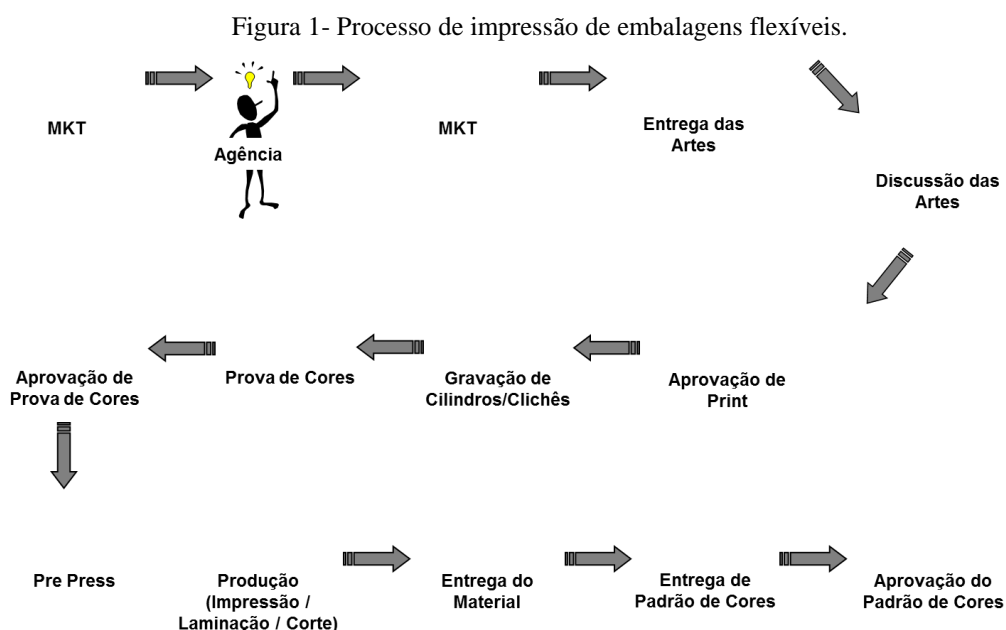 Figura 1- Processo de impressão de embalagens flexíveis.
MKT
Agência
MKT
Entrega das
Artes
Discussão das
Artes
Aprovação de
Print
Gravação de
Cilindros/Clichês
Prova de Cores
Aprovação de
Prova de Cores
Pre Press
Produção
(Impressão /
Laminação / Corte)
Entrega do
Material
Entrega de
Padrão de Cores
Aprovação do
Padrão de Cores